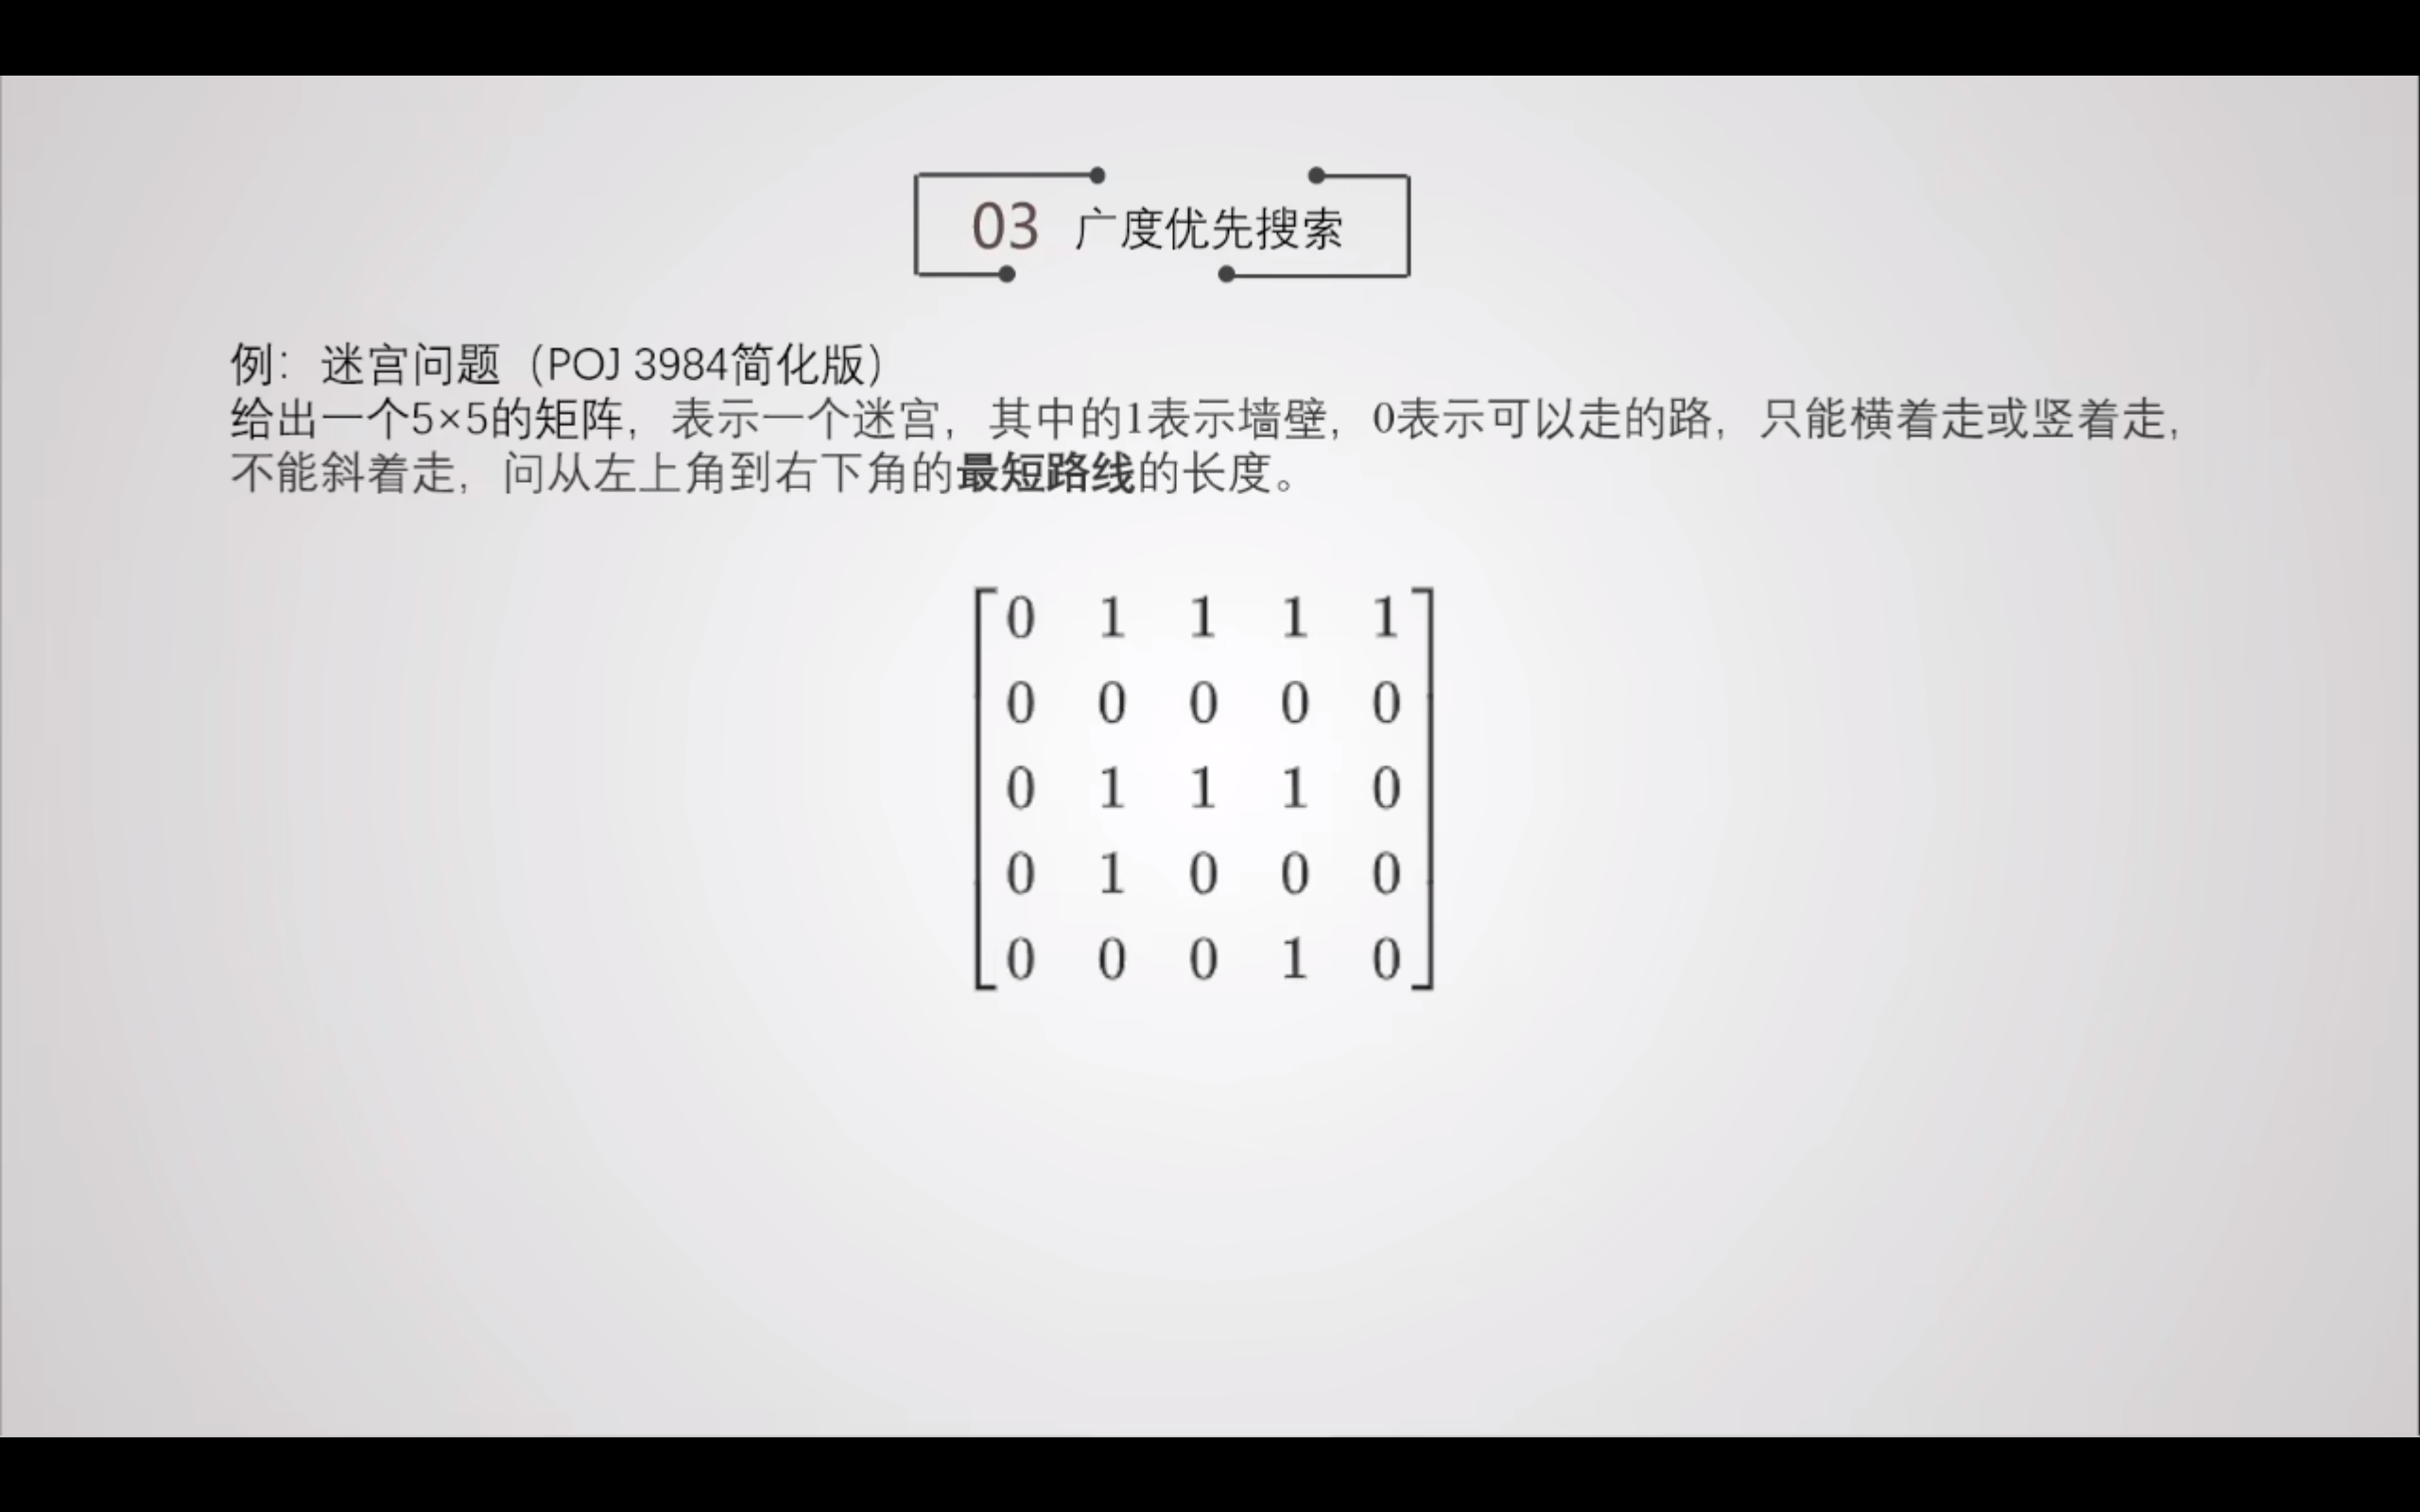 03 广度优先搜索
例：迷宫问题（POJ 3984简化版）
给出一个5×5的矩阵，表示一个迷宫，其中的1表示墙壁，0表示可以走的路，只能横着走或竖着走，
不能斜着走，问从左上角到右下角的最短路线的长度。
0 1 1 1 1
0 0 0 0 0
0 1 1 1 0
0 1 0 0 0
0 0 0 1 0